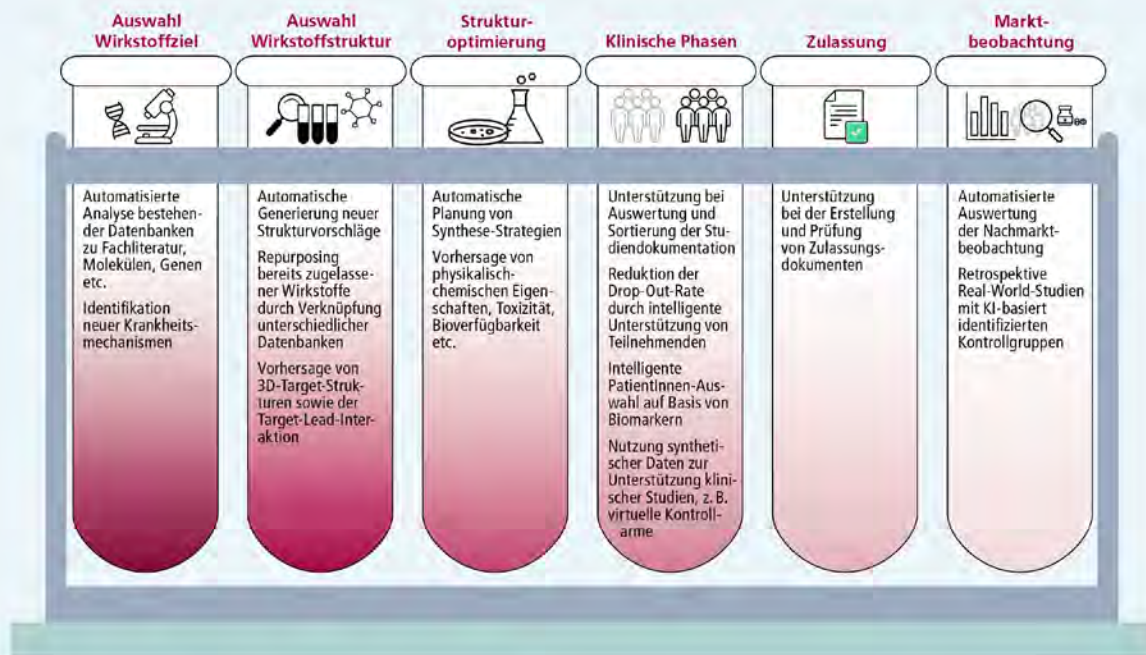 Auswahl
Wirkstoffziel
Automatisierte
Analyse bestehen-
der Datenbanken
zu Fachliteratur,
Molekülen, Genen
etc.
Identifikation
neuer Krankheits-
mechanismen
Auswahl
Wirkstoffstruktur
Automatische
Generierung neuer
Strukturvorschläge
Repurposing
bereits zugelasse-
ner Wirkstoffe
durch Verknüpfung
unterschiedlicher
Datenbanken
Vorhersage von
3D-Target-Struk-
turen sowie der
Target-Lead-Inter-
aktion
Struktur-
optimierung
Automatische
Planung von
Synthese-Strategien
Vorhersage von
physikalisch-
chemischen Eigen-
schaften, Toxizität,
Bioverfügbarkeit
etc.
Klinische Phasen
Unterstützung bei
Auswertung und
Sortierung der Stu-
diendokumentation
Reduktion der
Drop-Out-Rate
durch intelligente
Unterstützung von
Teilnehmenden
Intelligente
PatientInnen-Aus-
wahl auf Basis von
Biomarkern
Nutzung syntheti-
scher Daten zur
Unterstützung klini-
scher Studien, z. B.
virtuelle Kontroll-
arme
Zulassung
Unterstützung
bei der Erstellung
und Prüfung
von Zulassungs-
dokumenten
Markt-
beobachtung
Automatisierte
Auswertung
der Nachmarkt-
beobachtung
Retrospektive
Real-World-Studien
mit KI-basiert
identifizierten
Kontrollgruppen